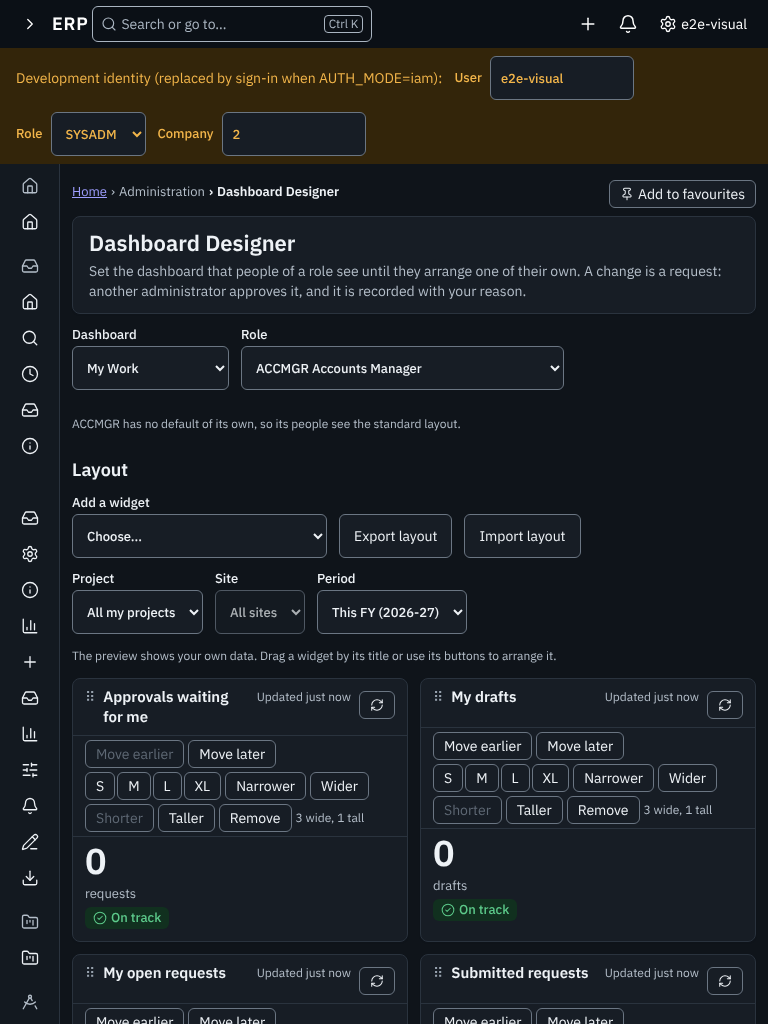 ERP
Search or go to...
Ctrl K
e2e-visual
Development identity (replaced by sign-in when AUTH_MODE=iam):
User
e2e-visual
Role
SYSADM
Company
2
Home › Administration › Dashboard Designer
Add to favourites
Dashboard Designer
Set the dashboard that people of a role see until they arrange one of their own. A change is a request:
another administrator approves it, and it is recorded with your reason.
Dashboard
Role
My Work
ACCMGR Accounts Manager
ACCMGR has no default of its own, so its people see the standard layout.
Layout
Add a widget
Choose...
Export layout
Import layout
Project
Site
Period
All my projects
All sites
This FY (2026-27)
The preview shows your own data. Drag a widget by its title or use its buttons to arrange it.
Approvals waiting
for me
Updated just now
Move earlier
Move later
S
M
L
XL
Narrower
Wider
Shorter
Taller
Remove
3 wide, 1 tall
0
requests
On track
My drafts
Updated just now
Move earlier
Move later
S
M
L
XL
Narrower
Wider
Shorter
Taller
Remove
3 wide, 1 tall
0
drafts
On track
My open requests
Updated just now
Move earlier
Move later
Submitted requests
Updated just now
Move earlier
Move later